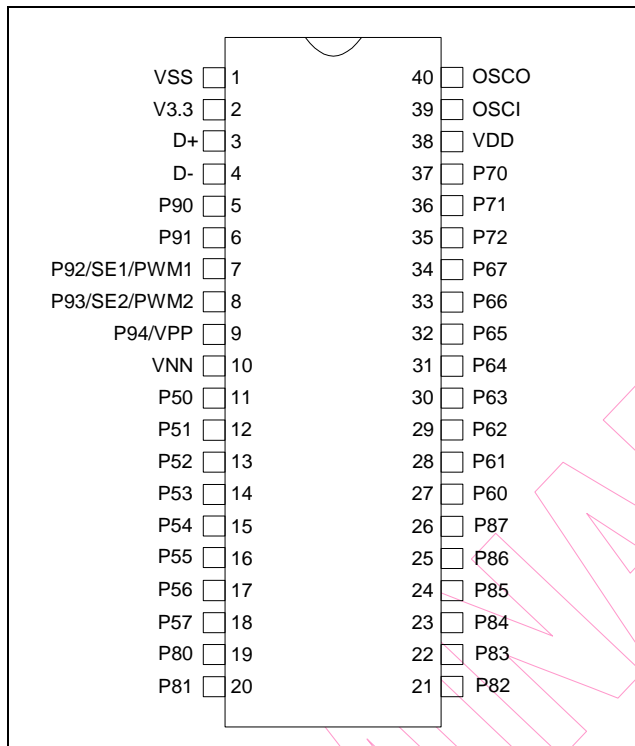 VSS 1 40 OSCO
V3.3 2 39 OSCI
D+ 3 38 VDD
D- 4 37 P70
P90 5 36 P71
P91 6 35 P72
P92/SE1/PWM1 7 34 P67
P93/SE2/PWM2 8 33 P66
P94/VPP 9 32 P65
VNN 10 31 P64
P50 11 30 P63
P51 12 29 P62
P52 13 28 P61
P53 14 27 P60
P54 15 26 P87
P55 16 25 P86
P56 17 24 P85
P57 18 23 P84
P80 19 22 P83
P81 20 21 P82